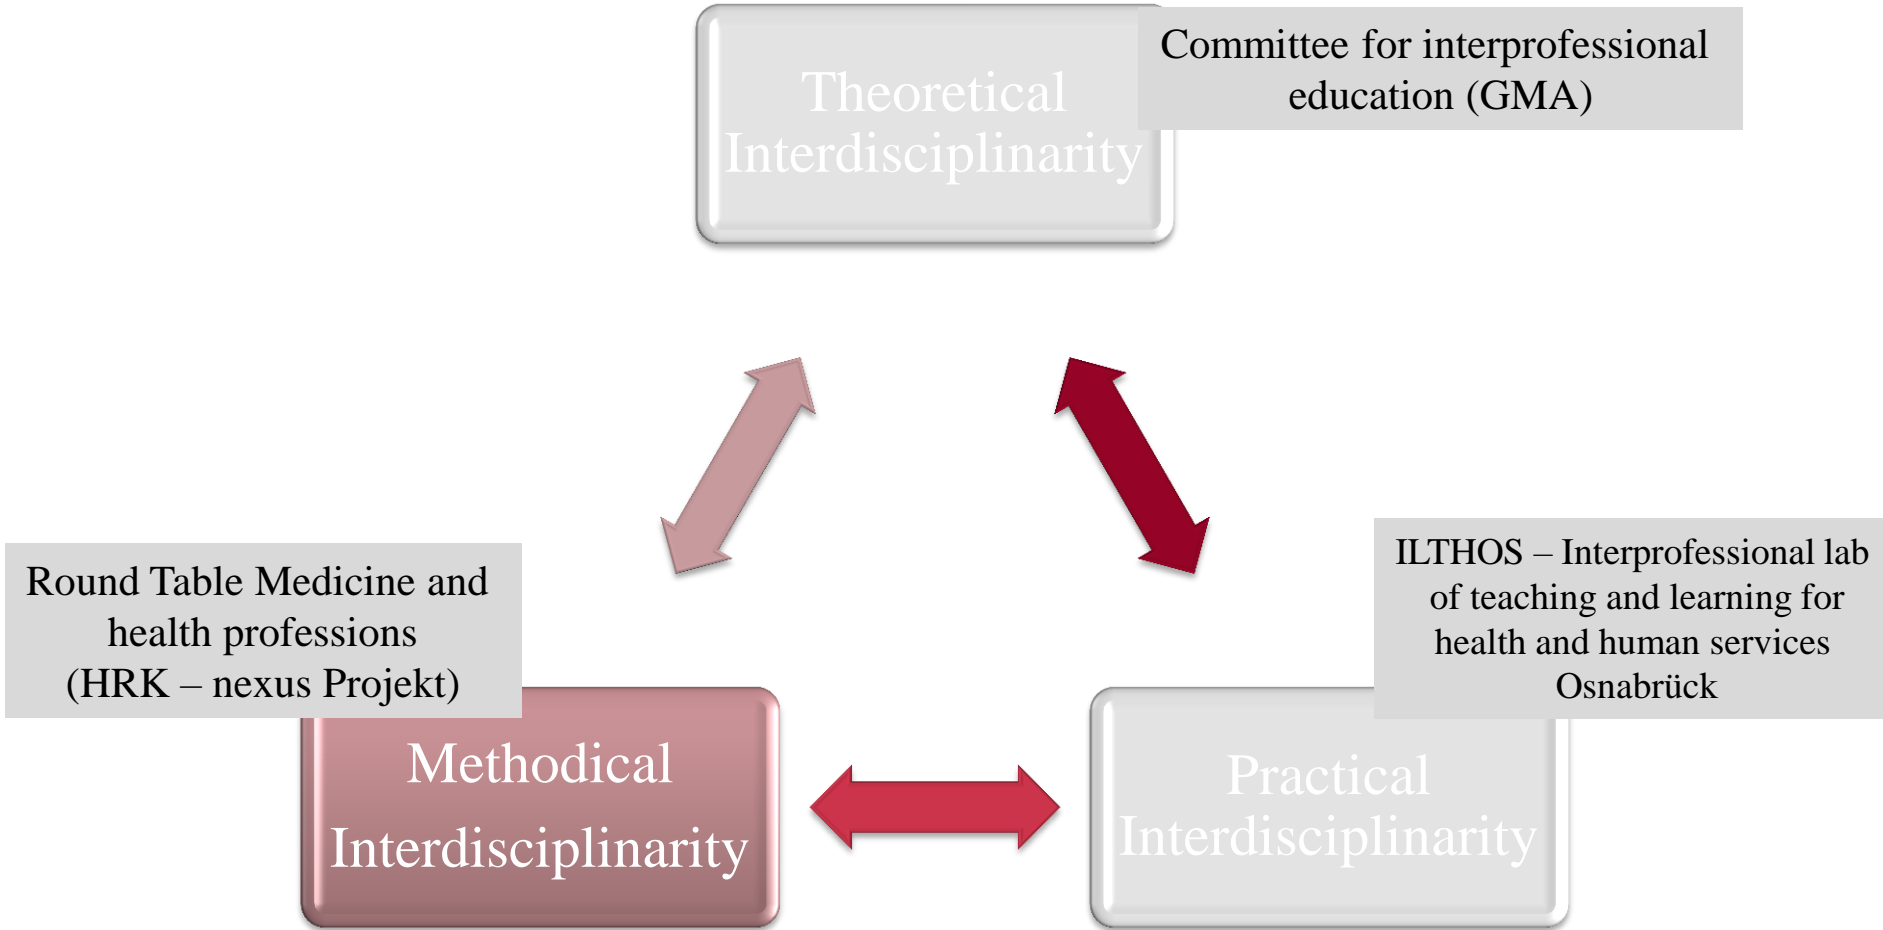 Theoretical
Interdisciplinarity
Committee for interprofessional
education (GMA)
Round Table Medicine and
health professions
(HRK – nexus Projekt)
Methodical
Interdisciplinarity
ILTHOS – Interprofessional lab
of teaching and learning for
health and human services
Osnabrück
Practical
Interdisciplinarity